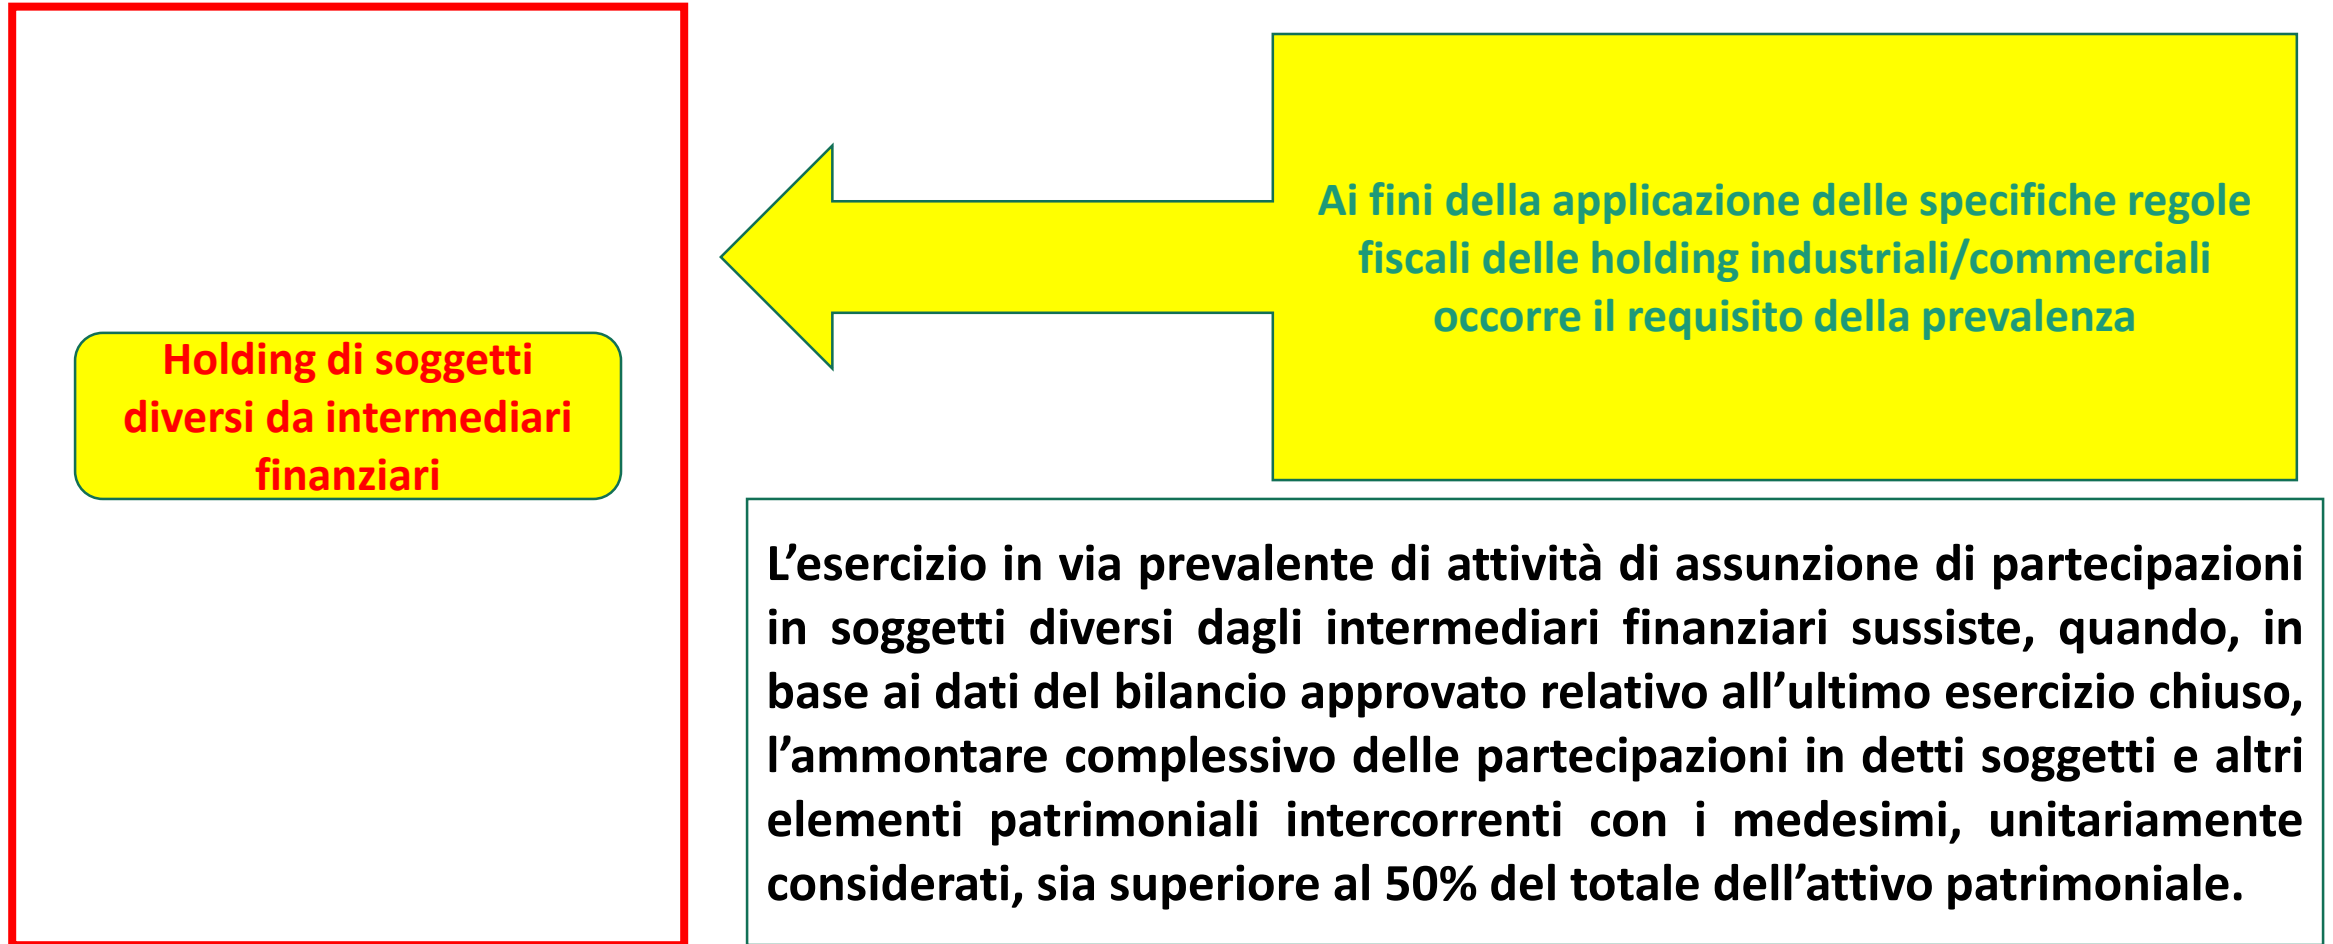 Holding di soggetti
diversi da intermediari
finanziari
Ai fini della applicazione delle specifiche regole
fiscali delle holding industriali/commerciali
occorre il requisito della prevalenza
L’esercizio in via prevalente di attività di assunzione di partecipazioni
in soggetti diversi dagli intermediari finanziari sussiste, quando, in
base ai dati del bilancio approvato relativo all’ultimo esercizio chiuso,
l’ammontare complessivo delle partecipazioni in detti soggetti e altri
elementi patrimoniali intercorrenti con i medesimi, unitariamente
considerati, sia superiore al 50% del totale dell’attivo patrimoniale.